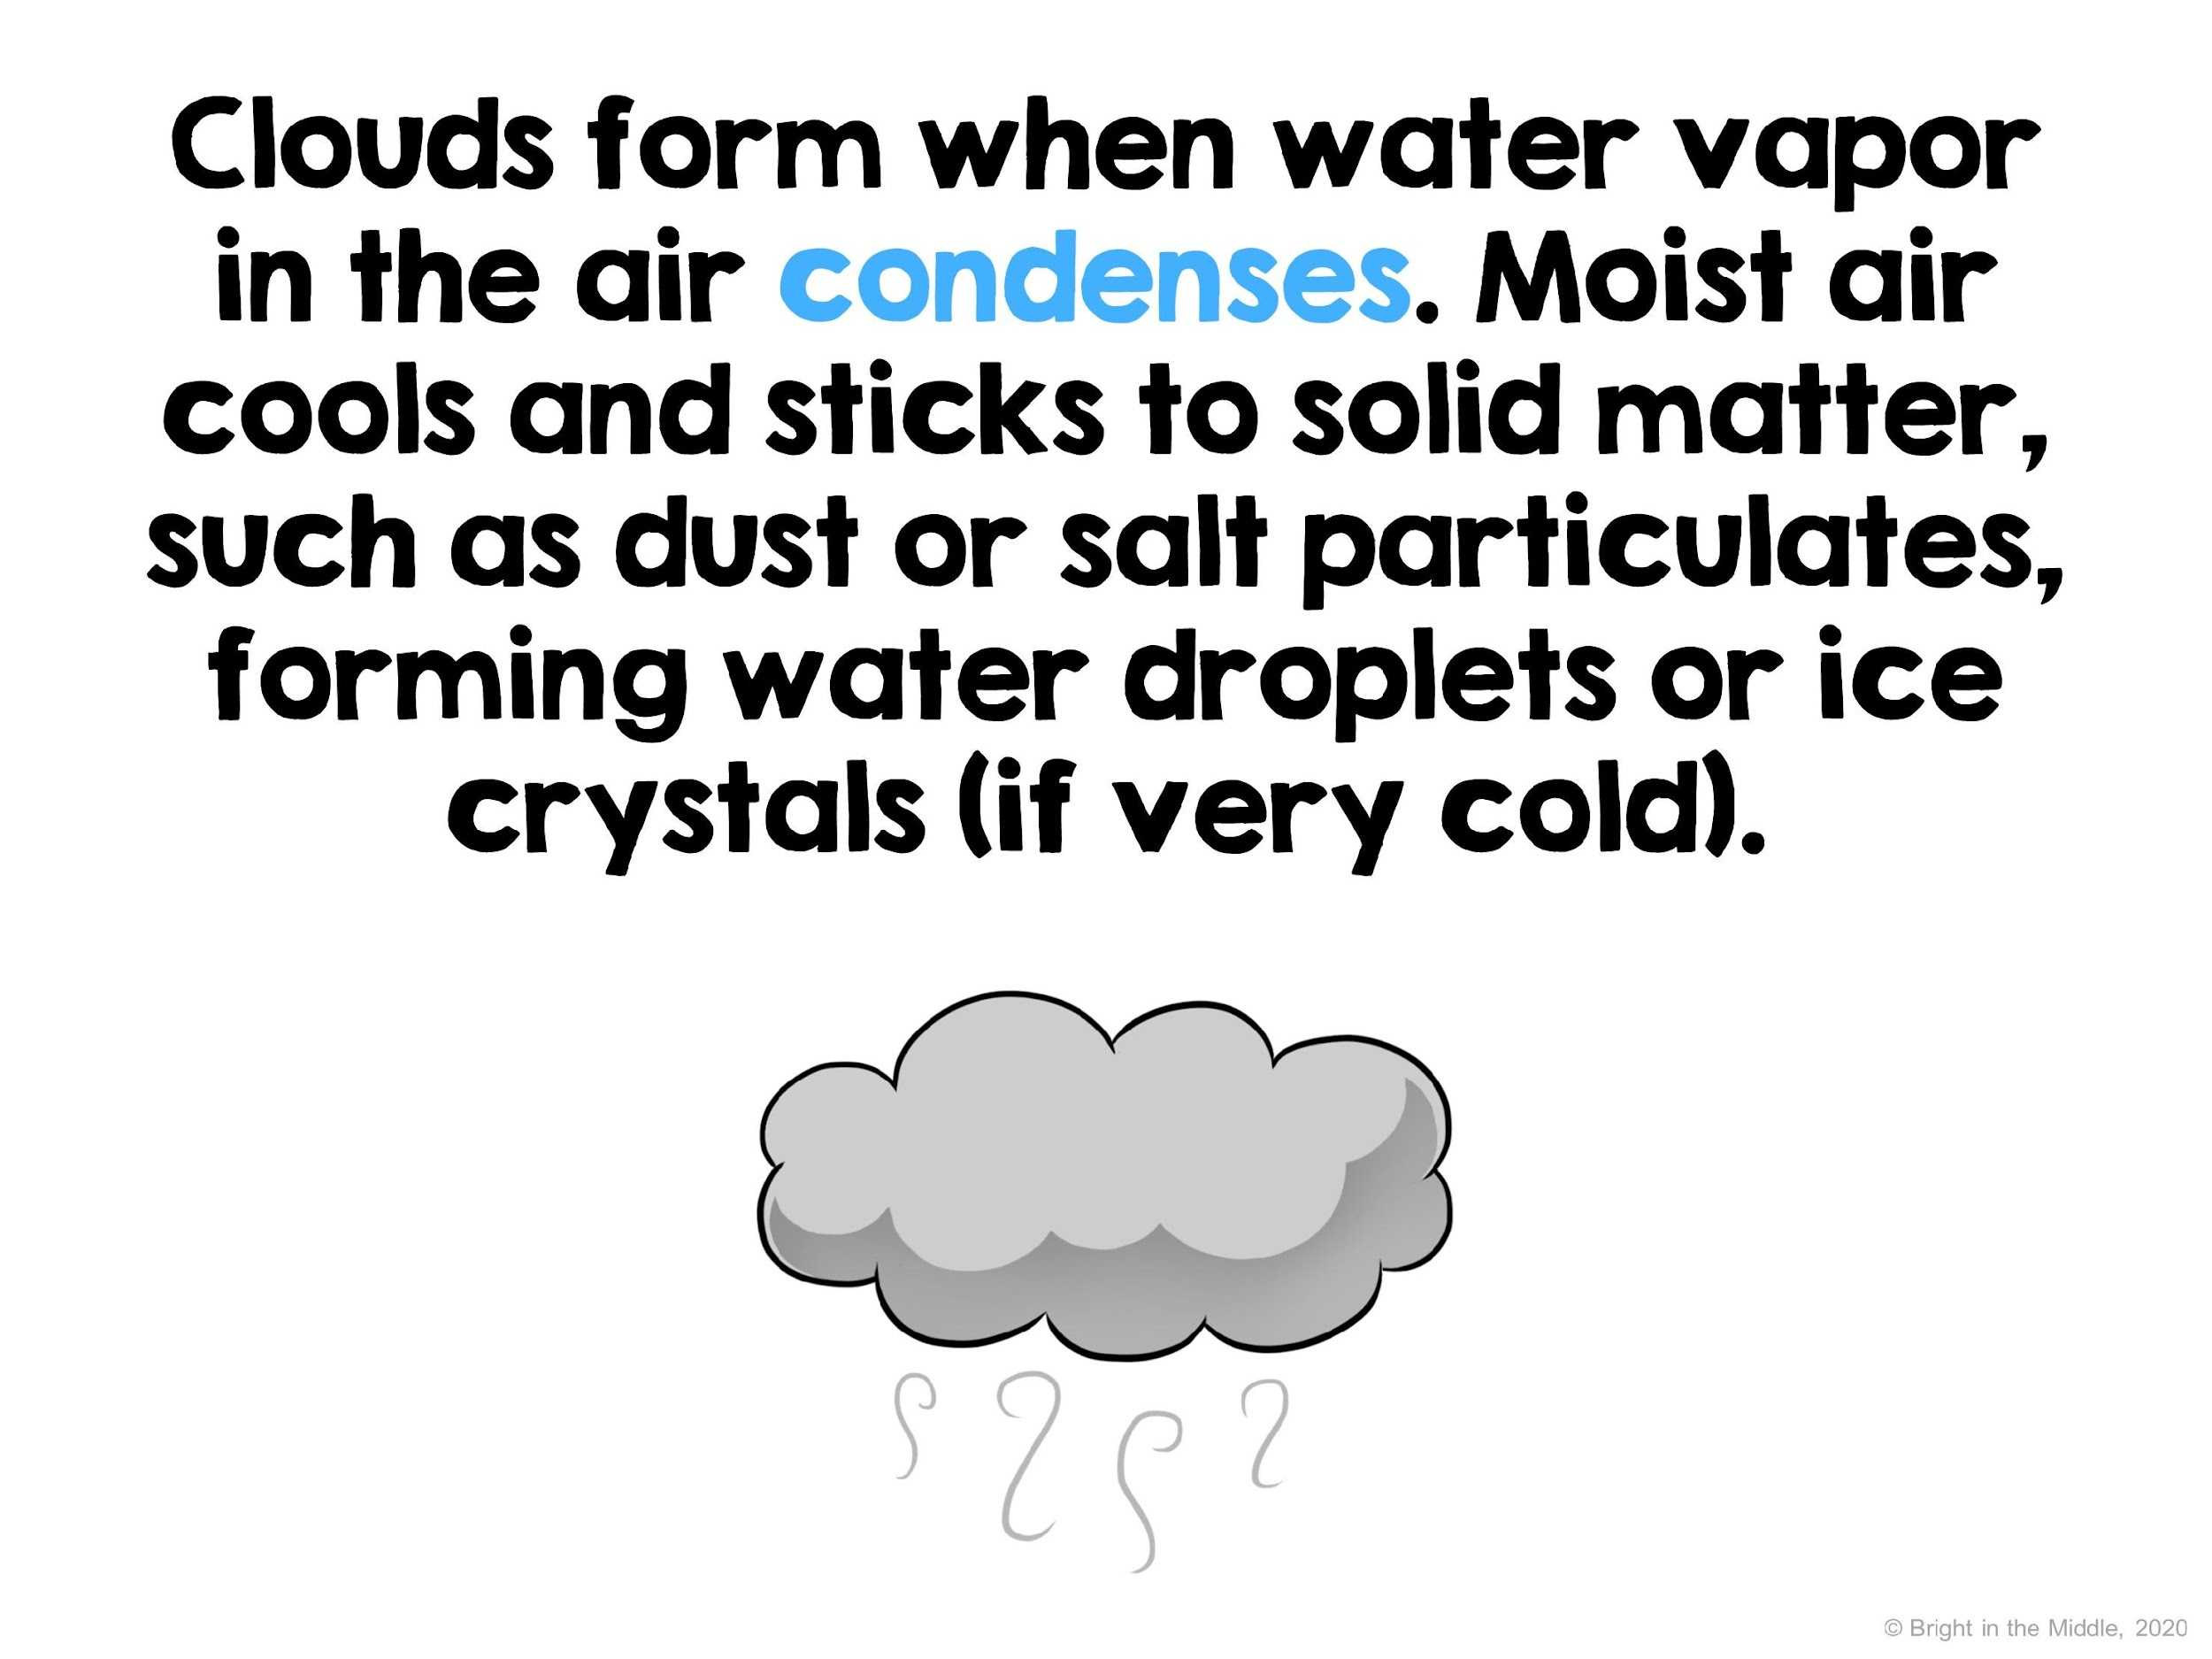 Clouds form when water vapor
in the air condenses. Moist air
cools and sticks to solid matter,
such as dust or salt particulates,
forming water droplets or ice
crystals (if very cold).
© Bright in the Middle, 2020